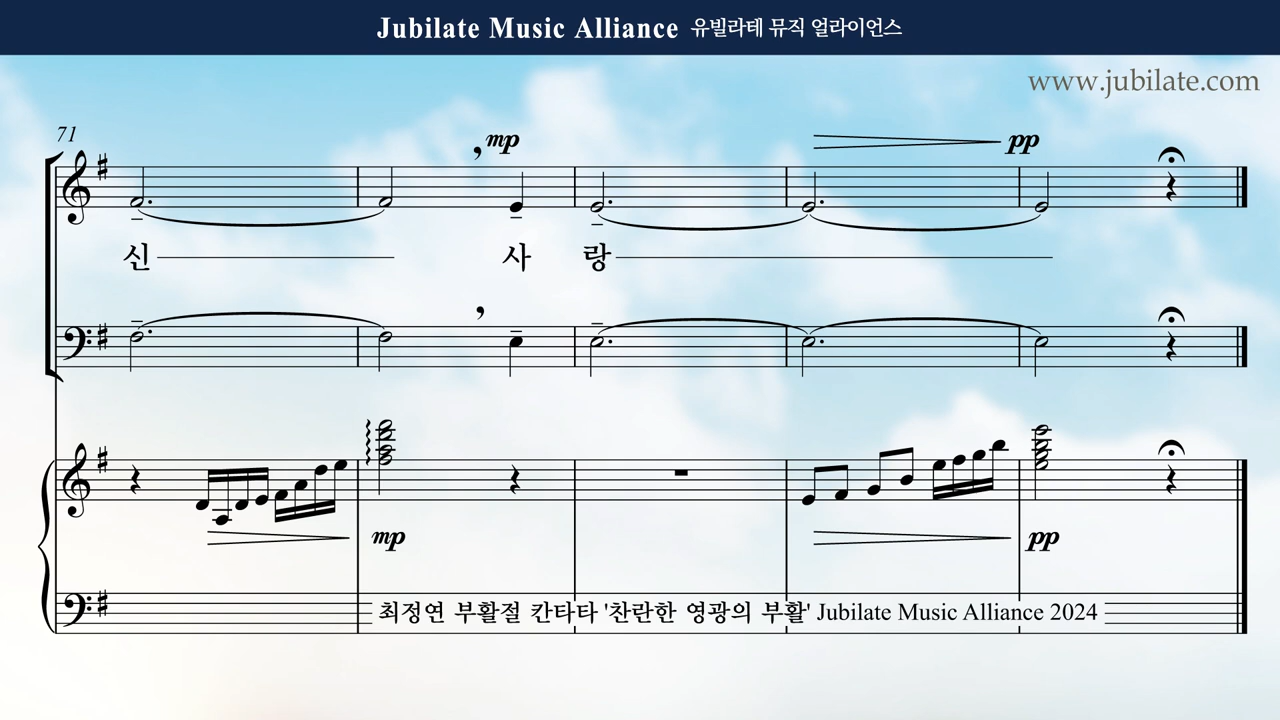 Jubilate Music Alliance 유빌라테 뮤직 얼라이언스
www.jubilate.com
71
mp
pp
신 사 랑
mp
pp
최정연 부활절 칸타타 '찬란한 영광의 부활' Jubilate Music Alliance 2024